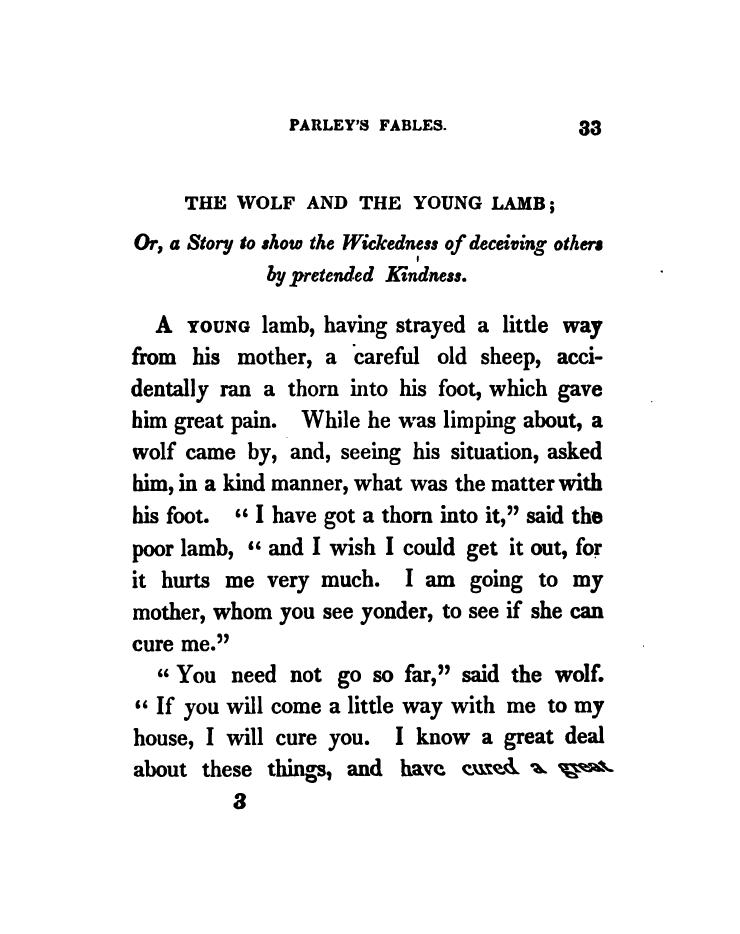 PARLEY'S FABLES. 33
THE WOLF AND THE YOUNG LAMB;
Or, a Story to show the Wickedness of deceiving others
by pretended Kindness.
A YOUNG lamb, having strayed a little way
from his mother, a careful old sheep, acci-
dentally ran a thorn into his foot, which gave
him great pain. While he was limping about, a
wolf came by, and, seeing his situation, asked
him, in a kind manner, what was the matter with
his foot. “ I have got a thorn into it,” said the
poor lamb, “ and I wish I could get it out, for
it hurts me very much. I am going to my
mother, whom you see yonder, to see if she can
cure me.”
“ You need not go so far,” said the wolf.
“ If you will come a little way with me to my
house, I will cure you. I know a great deal
about these things, and have cured a great
3